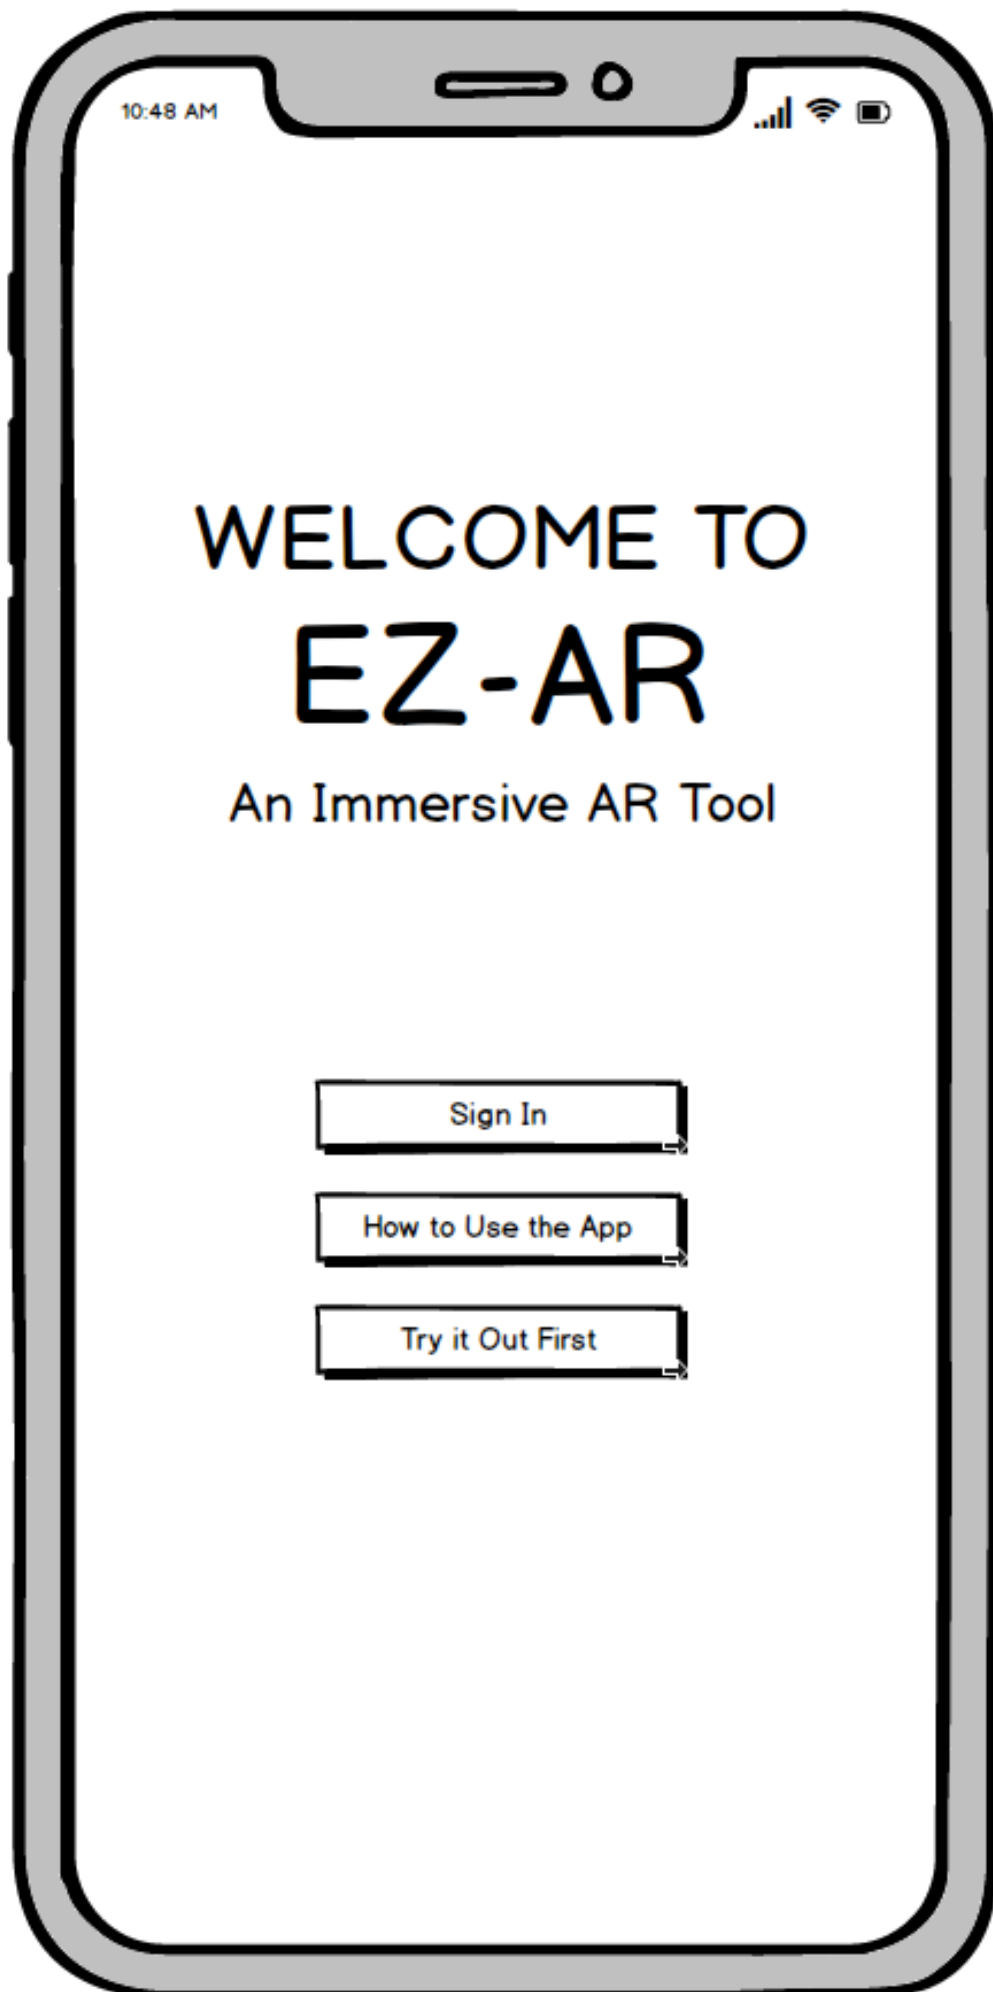 10:48 AM
WELCOME TO
EZ-AR
An Immersive AR Tool
Sign In
How to Use the App
Try it Out First